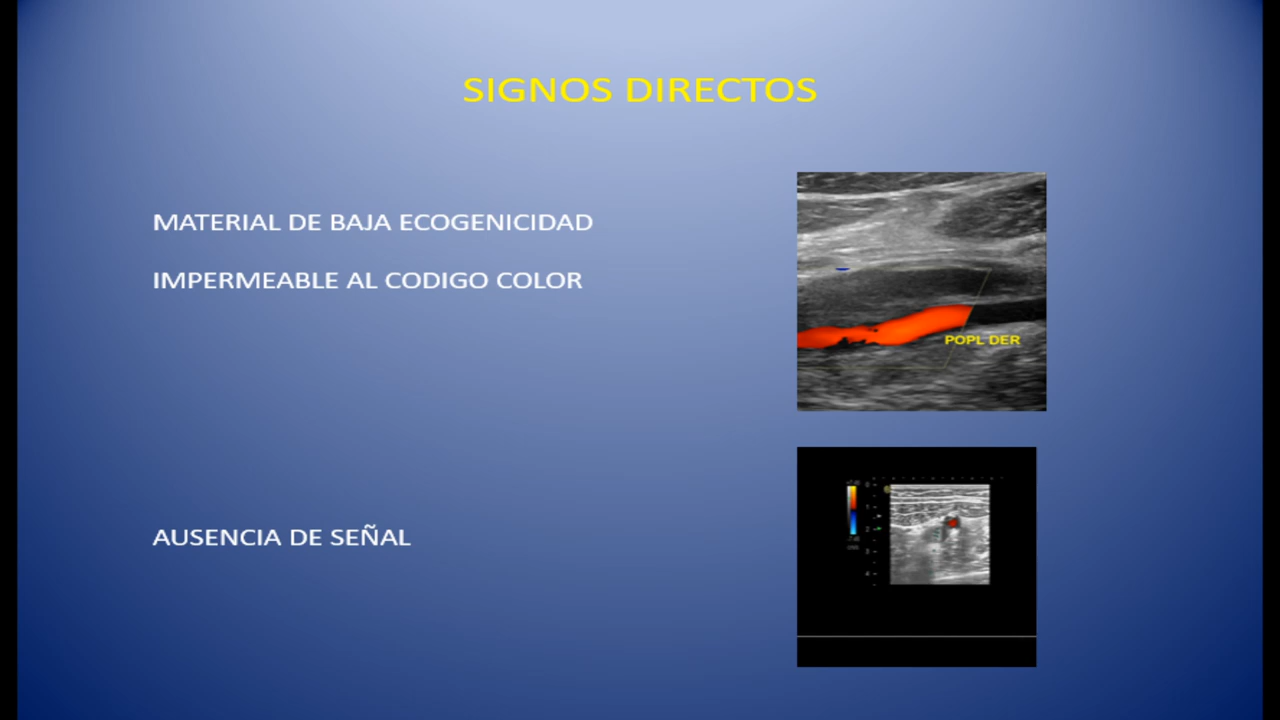 SIGNOS DIRECTOS
MATERIAL DE BAJA ECOGENICIDAD
IMPERMEABLE AL CODIGO COLOR
POPL DER
AUSENCIA DE SEÑAL